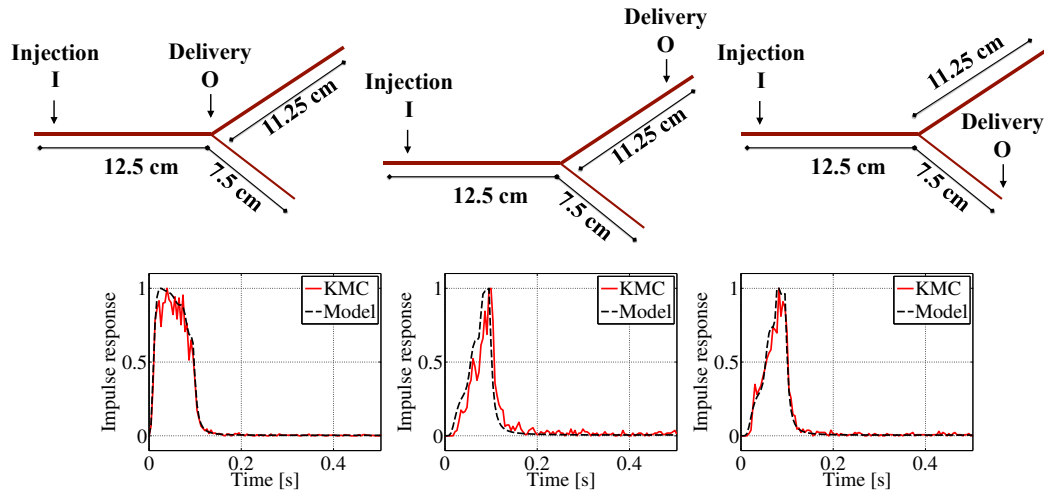 Injection
I
Delivery
O
11.25 cm
12.5 cm
7.5 cm
Injection
I
Delivery
O
11.25 cm
12.5 cm
7.5 cm
Injection
I
11.25 cm
Delivery
O
12.5 cm
7.5 cm
Impulse response
1
0.5
0
KMC
Model
0
0.2
0.4
Time [s]
Impulse response
1
0.5
0
KMC
Model
0
0.2
0.4
Time [s]
Impulse response
1
0.5
0
KMC
Model
0
0.2
0.4
Time [s]